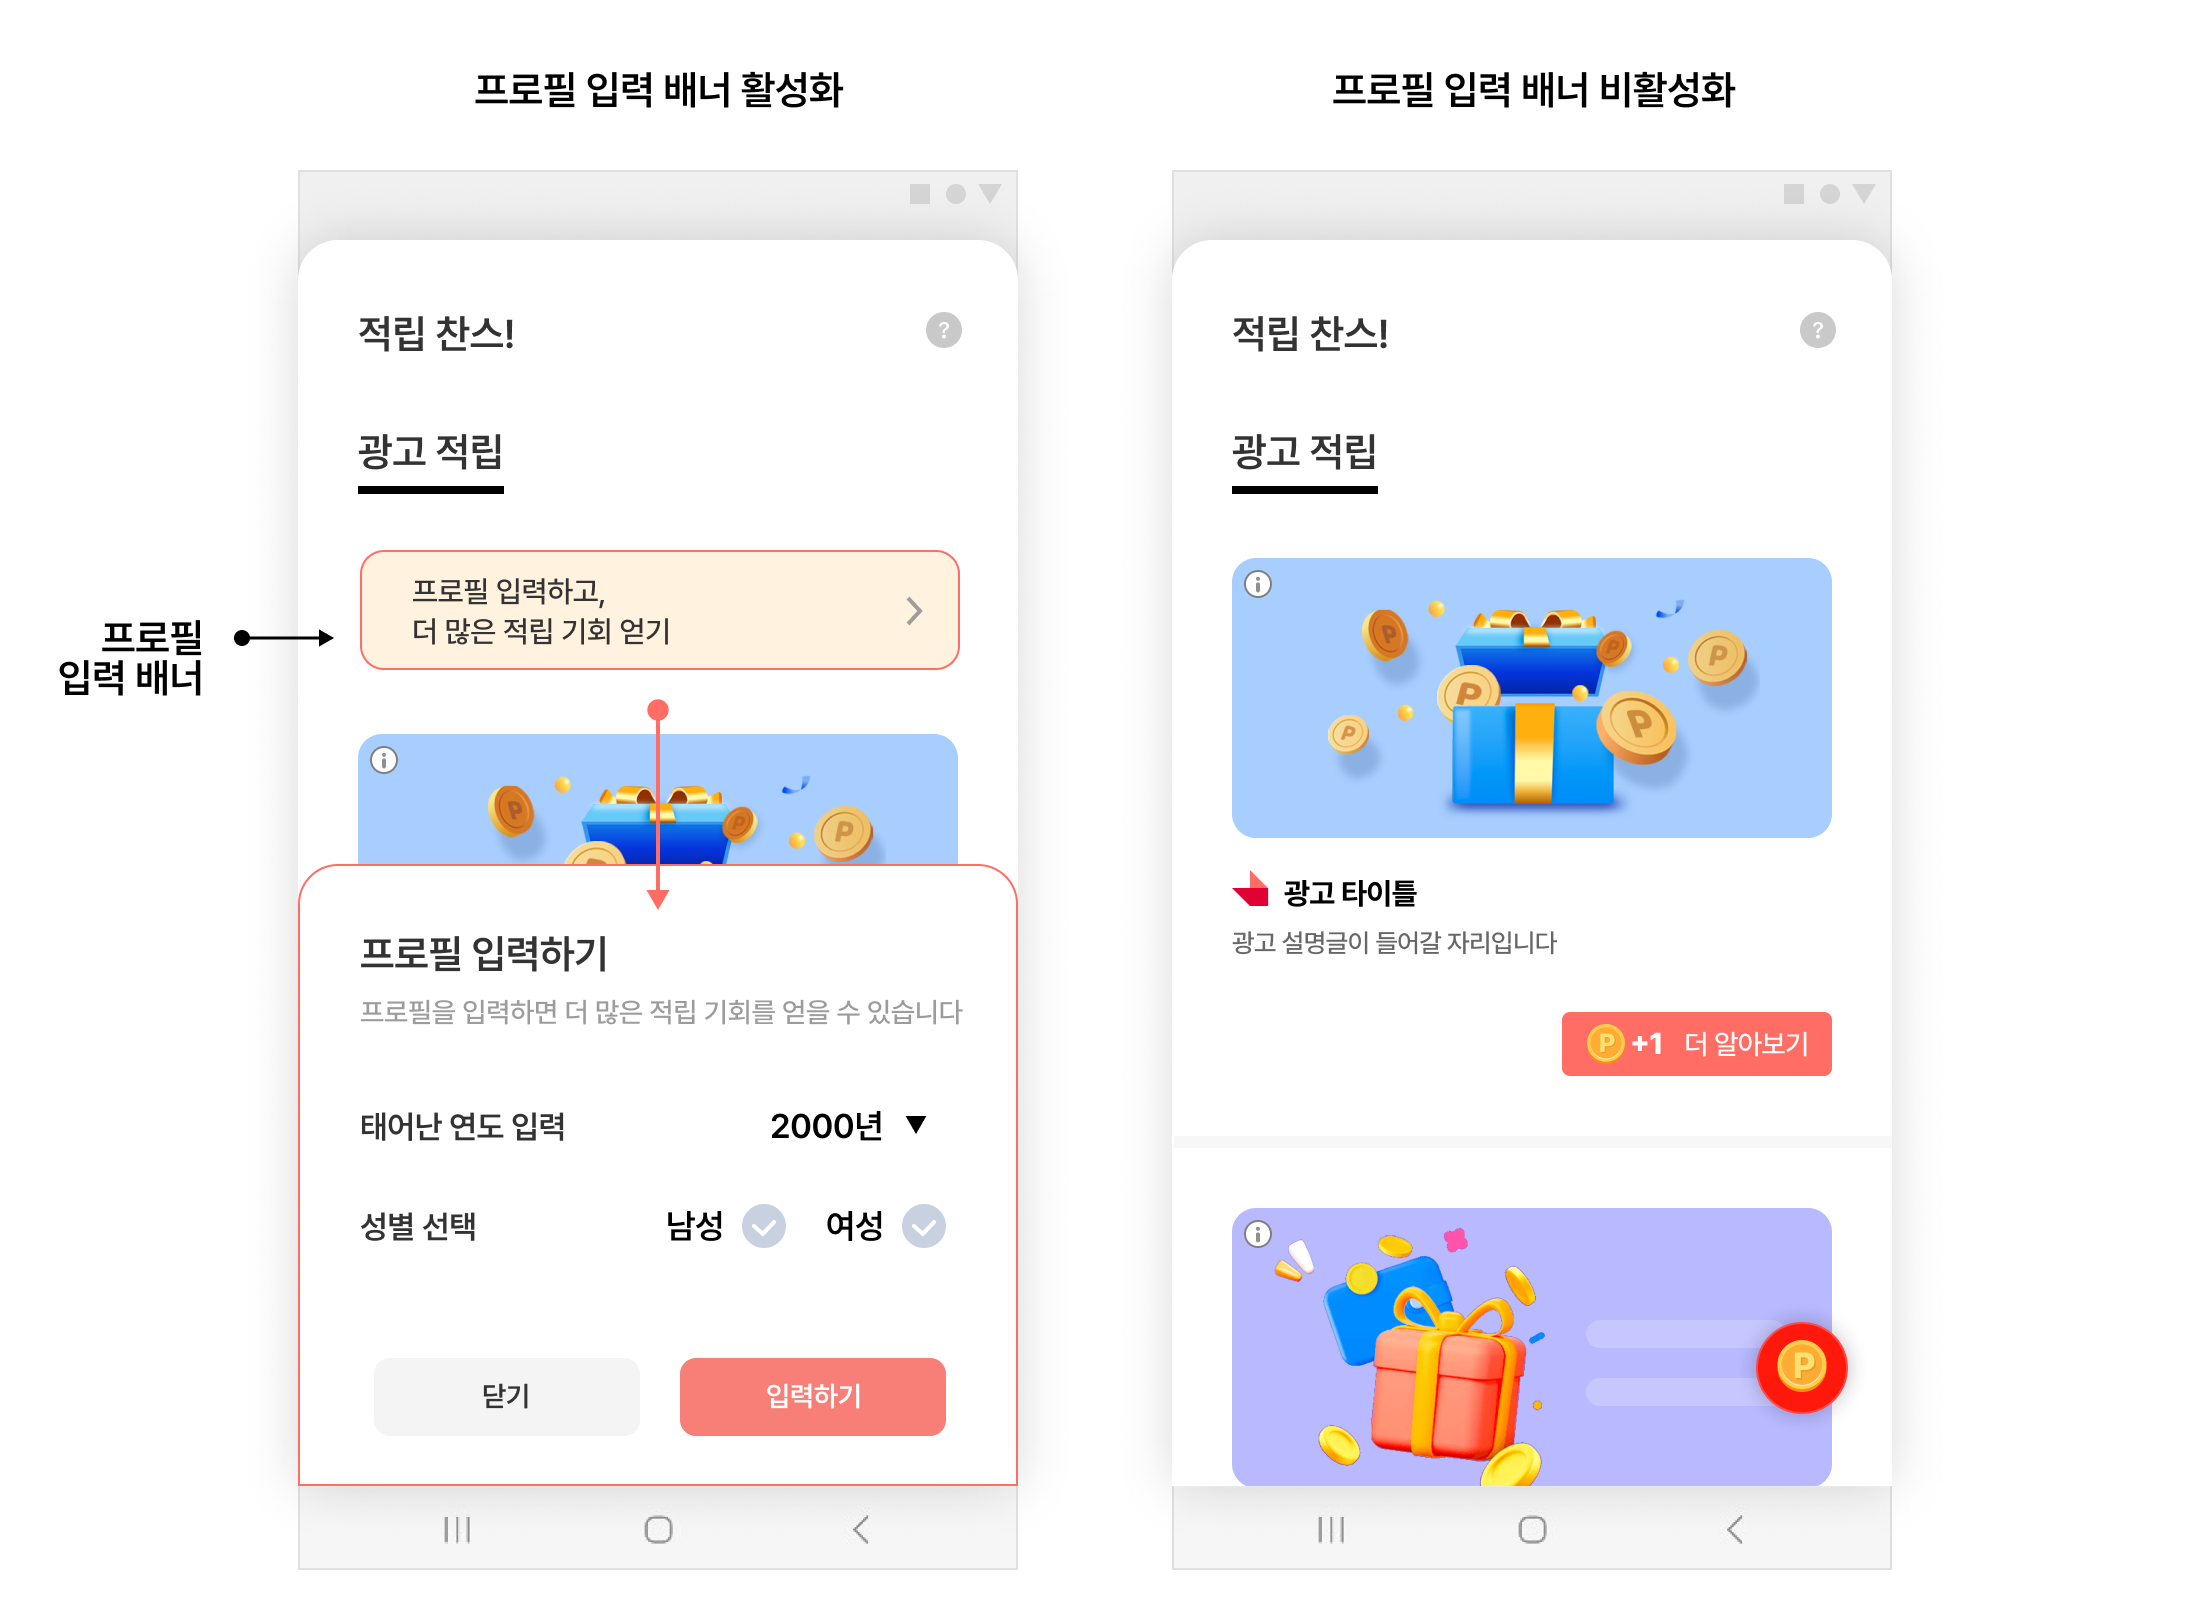 프로필 입력 배너 활성화
적립 찬스!
?
광고 적립
프로필 입력하고,
더 많은 적립 기회 얻기
프로필
입력 배너
프로필 입력하기
프로필을 입력하면 더 많은 적립 기회를 얻을 수 있습니다
태어난 연도 입력 2000년 ▼
성별 선택 남성 여성
닫기 입력하기
프로필 입력 배너 비활성화
적립 찬스!
?
광고 적립
광고 타이틀
광고 설명글이 들어갈 자리입니다
P +1 더 알아보기
P